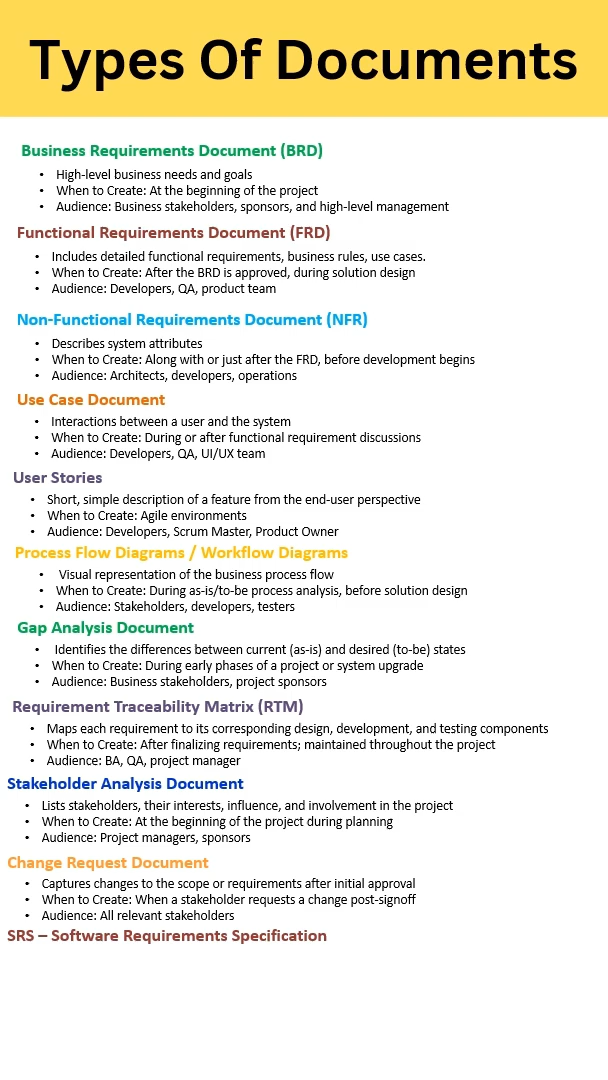 Types Of Documents
Business Requirements Document (BRD)
• High-level business needs and goals
• When to Create: At the beginning of the project
• Audience: Business stakeholders, sponsors, and high-level management
Functional Requirements Document (FRD)
• Includes detailed functional requirements, business rules, use cases.
• When to Create: After the BRD is approved, during solution design
• Audience: Developers, QA, product team
Non-Functional Requirements Document (NFR)
• Describes system attributes
• When to Create: Along with or just after the FRD, before development begins
• Audience: Architects, developers, operations
Use Case Document
• Interactions between a user and the system
• When to Create: During or after functional requirement discussions
• Audience: Developers, QA, UI/UX team
User Stories
• Short, simple description of a feature from the end-user perspective
• When to Create: Agile environments
• Audience: Developers, Scrum Master, Product Owner
Process Flow Diagrams / Workflow Diagrams
• Visual representation of the business process flow
• When to Create: During as-is/to-be process analysis, before solution design
• Audience: Stakeholders, developers, testers
Gap Analysis Document
• Identifies the differences between current (as-is) and desired (to-be) states
• When to Create: During early phases of a project or system upgrade
• Audience: Business stakeholders, project sponsors
Requirement Traceability Matrix (RTM)
• Maps each requirement to its corresponding design, development, and testing components
• When to Create: After finalizing requirements; maintained throughout the project
• Audience: BA, QA, project manager
Stakeholder Analysis Document
• Lists stakeholders, their interests, influence, and involvement in the project
• When to Create: At the beginning of the project during planning
• Audience: Project managers, sponsors
Change Request Document
• Captures changes to the scope or requirements after initial approval
• When to Create: When a stakeholder requests a change post-signoff
• Audience: All relevant stakeholders
SRS – Software Requirements Specification